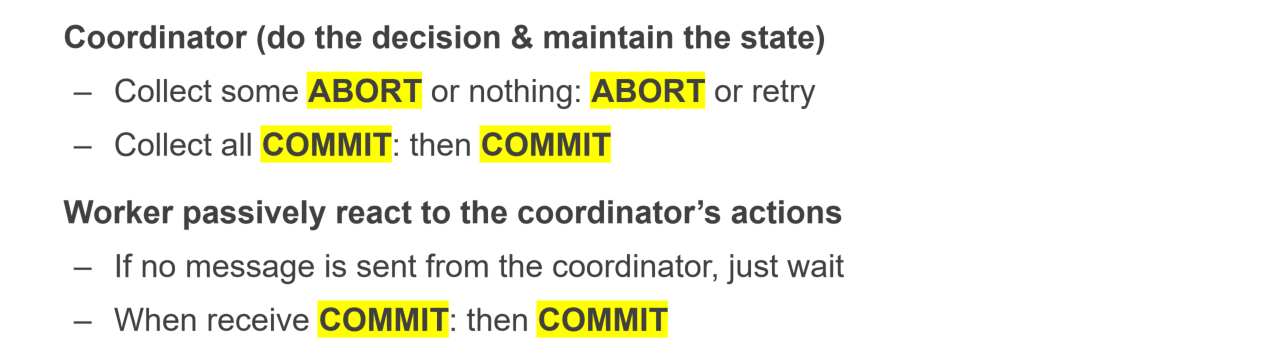 Coordinator (do the decision & maintain the state)
– Collect some ABORT or nothing: ABORT or retry
– Collect all COMMIT: then COMMIT
Worker passively react to the coordinator’s actions
– If no message is sent from the coordinator, just wait
– When receive COMMIT: then COMMIT